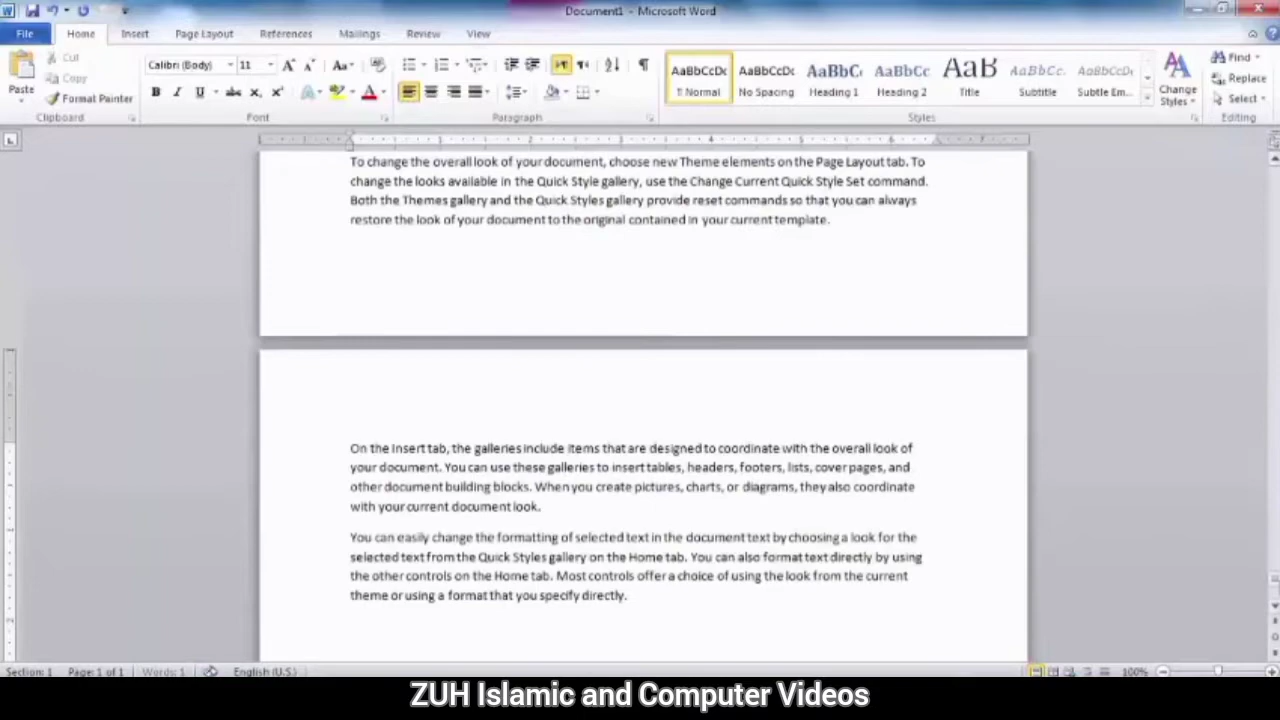 Document1 - Microsoft Word
File Home Insert Page Layout References Mailings Review View
Paste
Cut
Copy
Format Painter
Clipboard
Calibri (Body) 11
Font
Paragraph
AaBbCcDc AaBbCcDc AaBbC AaBbCc AaB AaBbCc. AaBbCcDc
¶ Normal No Spacing Heading 1 Heading 2 Title Subtitle Subtle Em...
Change
Styles
Styles
Find
Replace
Select
Editing
To change the overall look of your document, choose new Theme elements on the Page Layout tab. To
change the looks available in the Quick Style gallery, use the Change Current Quick Style Set command.
Both the Themes gallery and the Quick Styles gallery provide reset commands so that you can always
restore the look of your document to the original contained in your current template.
On the Insert tab, the galleries include items that are designed to coordinate with the overall look of
your document. You can use these galleries to insert tables, headers, footers, lists, cover pages, and
other document building blocks. When you create pictures, charts, or diagrams, they also coordinate
with your current document look.
You can easily change the formatting of selected text in the document text by choosing a look for the
selected text from the Quick Styles gallery on the Home tab. You can also format text directly by using
the other controls on the Home tab. Most controls offer a choice of using the look from the current
theme or using a format that you specify directly.
Section: 1 Page: 1 of 1 Words: 1 English (U.S.) 100%
ZUH Islamic and Computer Videos